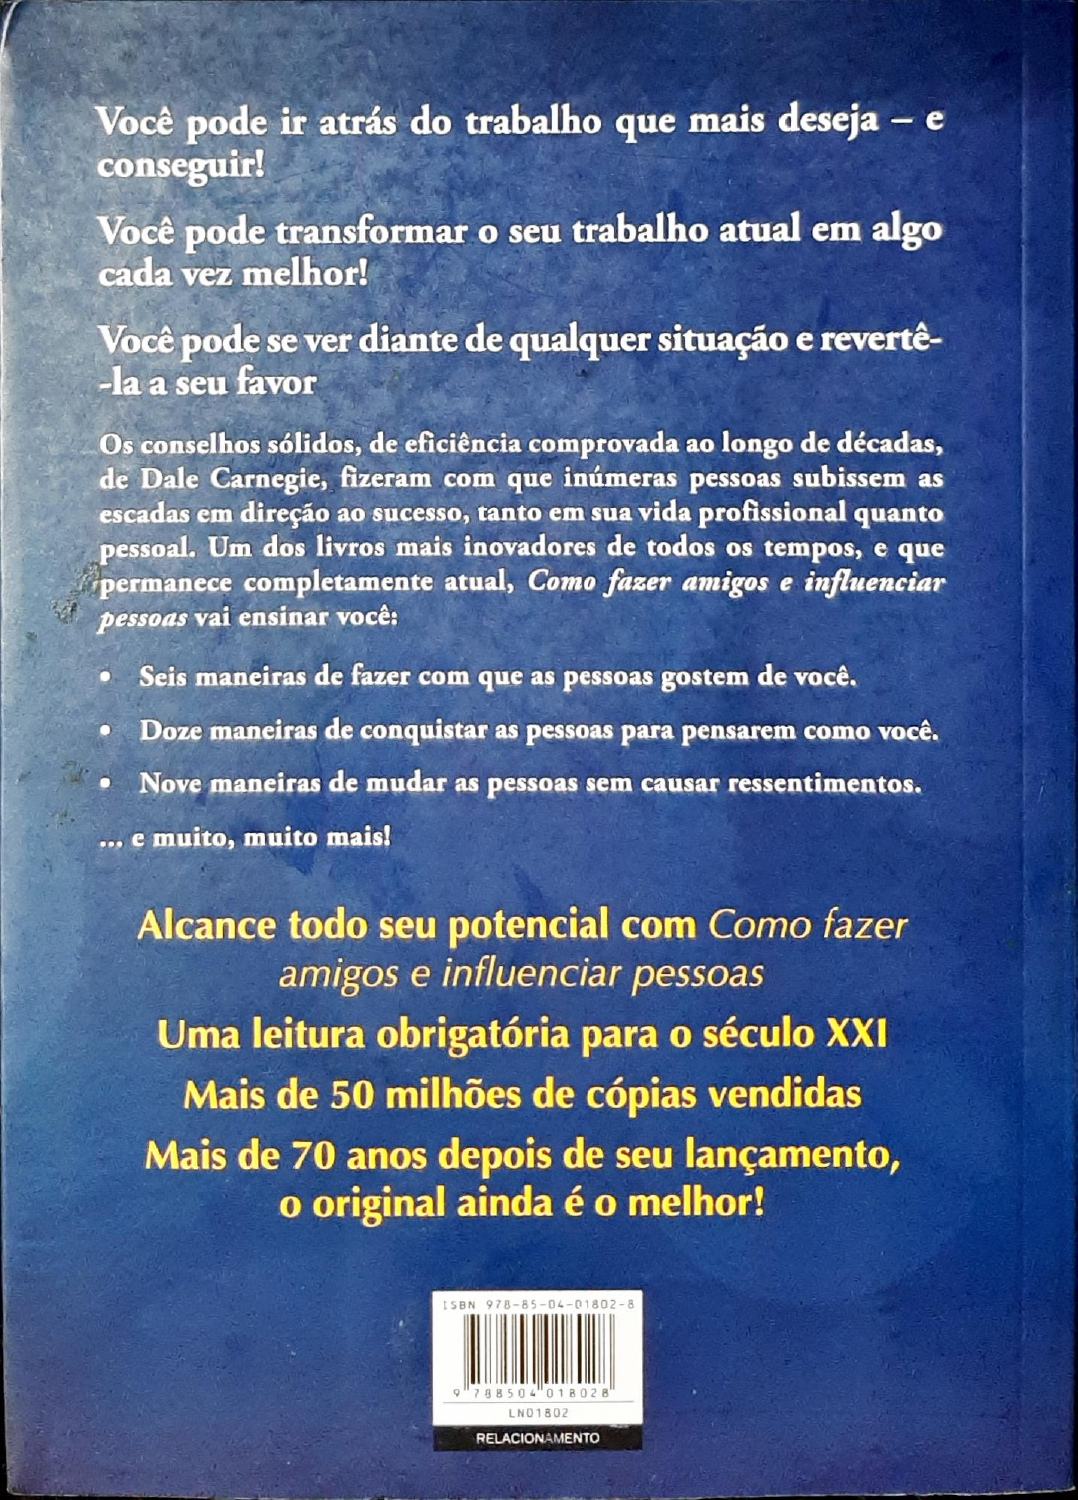 Você pode ir atrás do trabalho que mais deseja – e
conseguir!
Você pode transformar o seu trabalho atual em algo
cada vez melhor!
Você pode se ver diante de qualquer situação e revertê-
-la a seu favor
Os conselhos sólidos, de eficiência comprovada ao longo de décadas,
de Dale Carnegie, fizeram com que inúmeras pessoas subissem as
escadas em direção ao sucesso, tanto em sua vida profissional quanto
pessoal. Um dos livros mais inovadores de todos os tempos, e que
permanece completamente atual, Como fazer amigos e influenciar
pessoas vai ensinar você:
• Seis maneiras de fazer com que as pessoas gostem de você.
• Doze maneiras de conquistar as pessoas para pensarem como você.
• Nove maneiras de mudar as pessoas sem causar ressentimentos.
... e muito, muito mais!
Alcance todo seu potencial com Como fazer
amigos e influenciar pessoas
Uma leitura obrigatória para o século XXI
Mais de 50 milhões de cópias vendidas
Mais de 70 anos depois de seu lançamento,
o original ainda é o melhor!
ISBN 978-85-04-01802-8
9 788504 018028
LN01802
RELACIONAMENTO